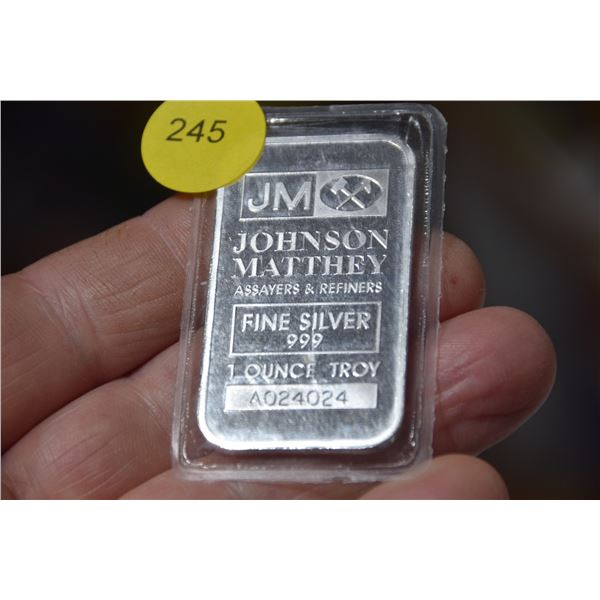 245
JM
JOHNSON
MATTHEY
ASSAYERS & REFINERS
FINE SILVER
999
1 OUNCE TROY
A024024